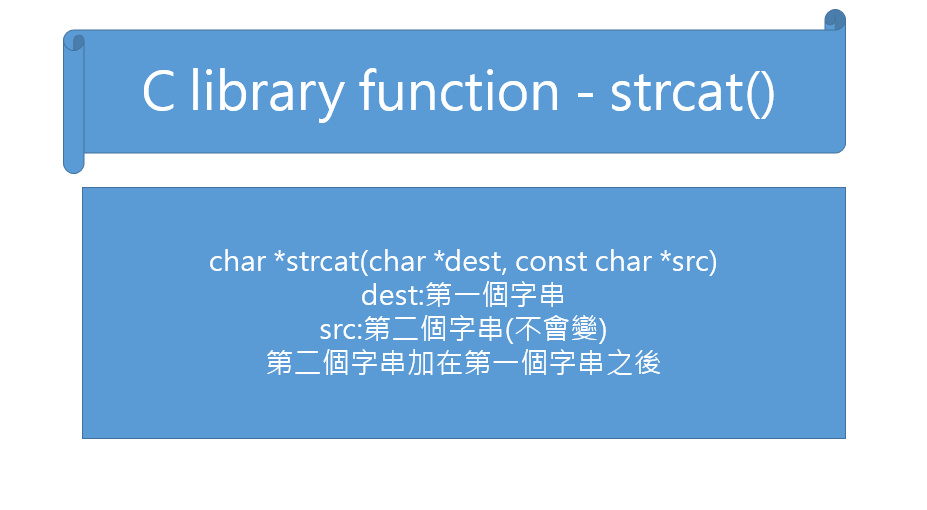 C library function - strcat()
char *strcat(char *dest, const char *src)
dest:第一個字串
src:第二個字串(不會變)
第二個字串加在第一個字串之後